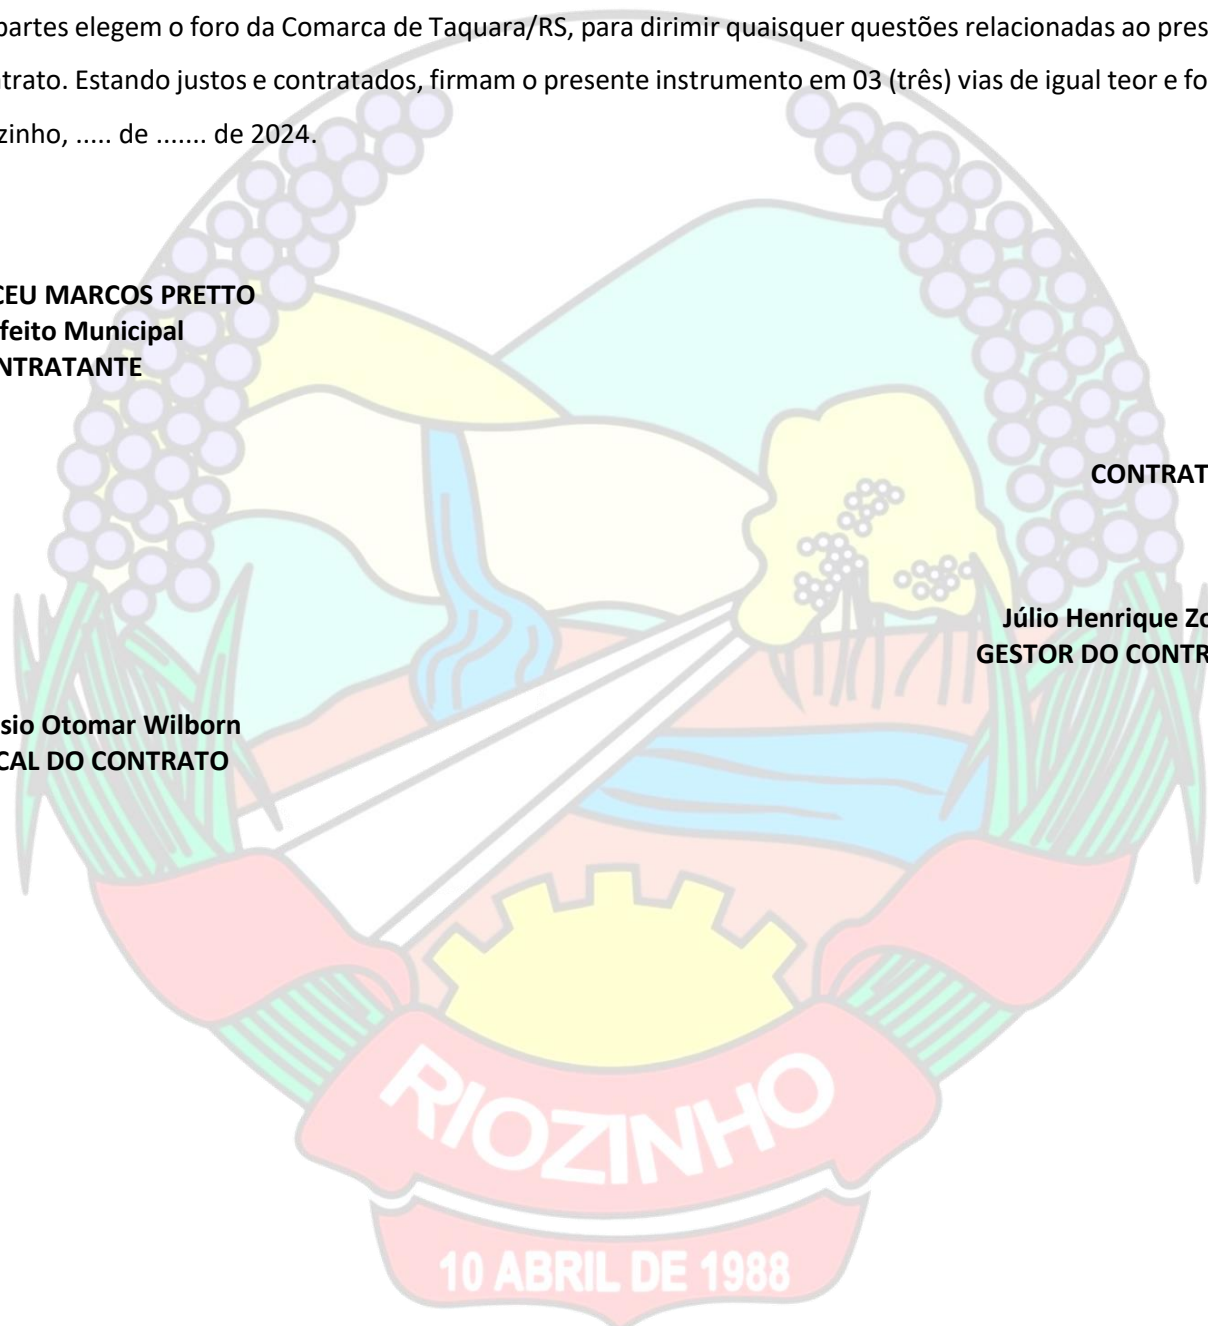 partes elegem o foro da Comarca de Taquara/RS, para dirimir quaisquer questões relacionadas ao pres
trato. Estando justos e contratados, firmam o presente instrumento em 03 (três) vias de igual teor e fo
zinho, ..... de ....... de 2024.
CEU MARCOS PRETTO
feito Municipal
NTRATANTE
CONTRAT
Júlio Henrique Zo
GESTOR DO CONTR
sio Otomar Wilborn
CAL DO CONTRATO
RIOZINHO
10 ABRIL DE 1988